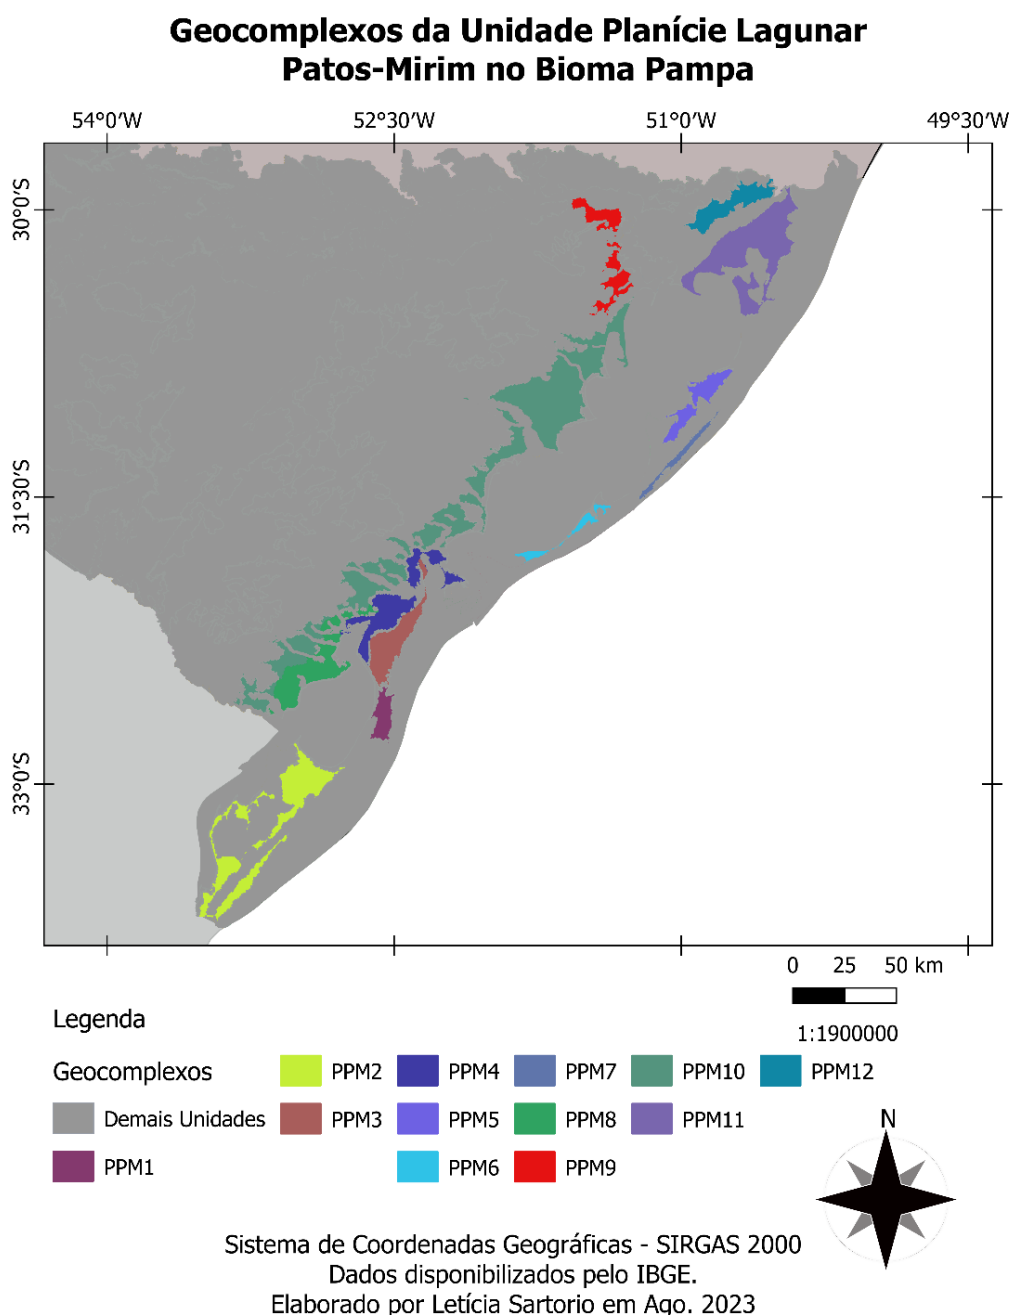 Geocomplexos da Unidade Planície Lagunar
Patos-Mirim no Bioma Pampa
54°0'W 52°30'W 51°0'W 49°30'W
30°0'S
31°30'S
33°0'S
0 25 50 km
1:1900000
Legenda
Geocomplexos
Demais Unidades
PPM1
PPM2
PPM3
PPM4
PPM5
PPM6
PPM7
PPM8
PPM9
PPM10
PPM11
PPM12
N
Sistema de Coordenadas Geográficas - SIRGAS 2000
Dados disponibilizados pelo IBGE.
Elaborado por Letícia Sartorio em Ago. 2023